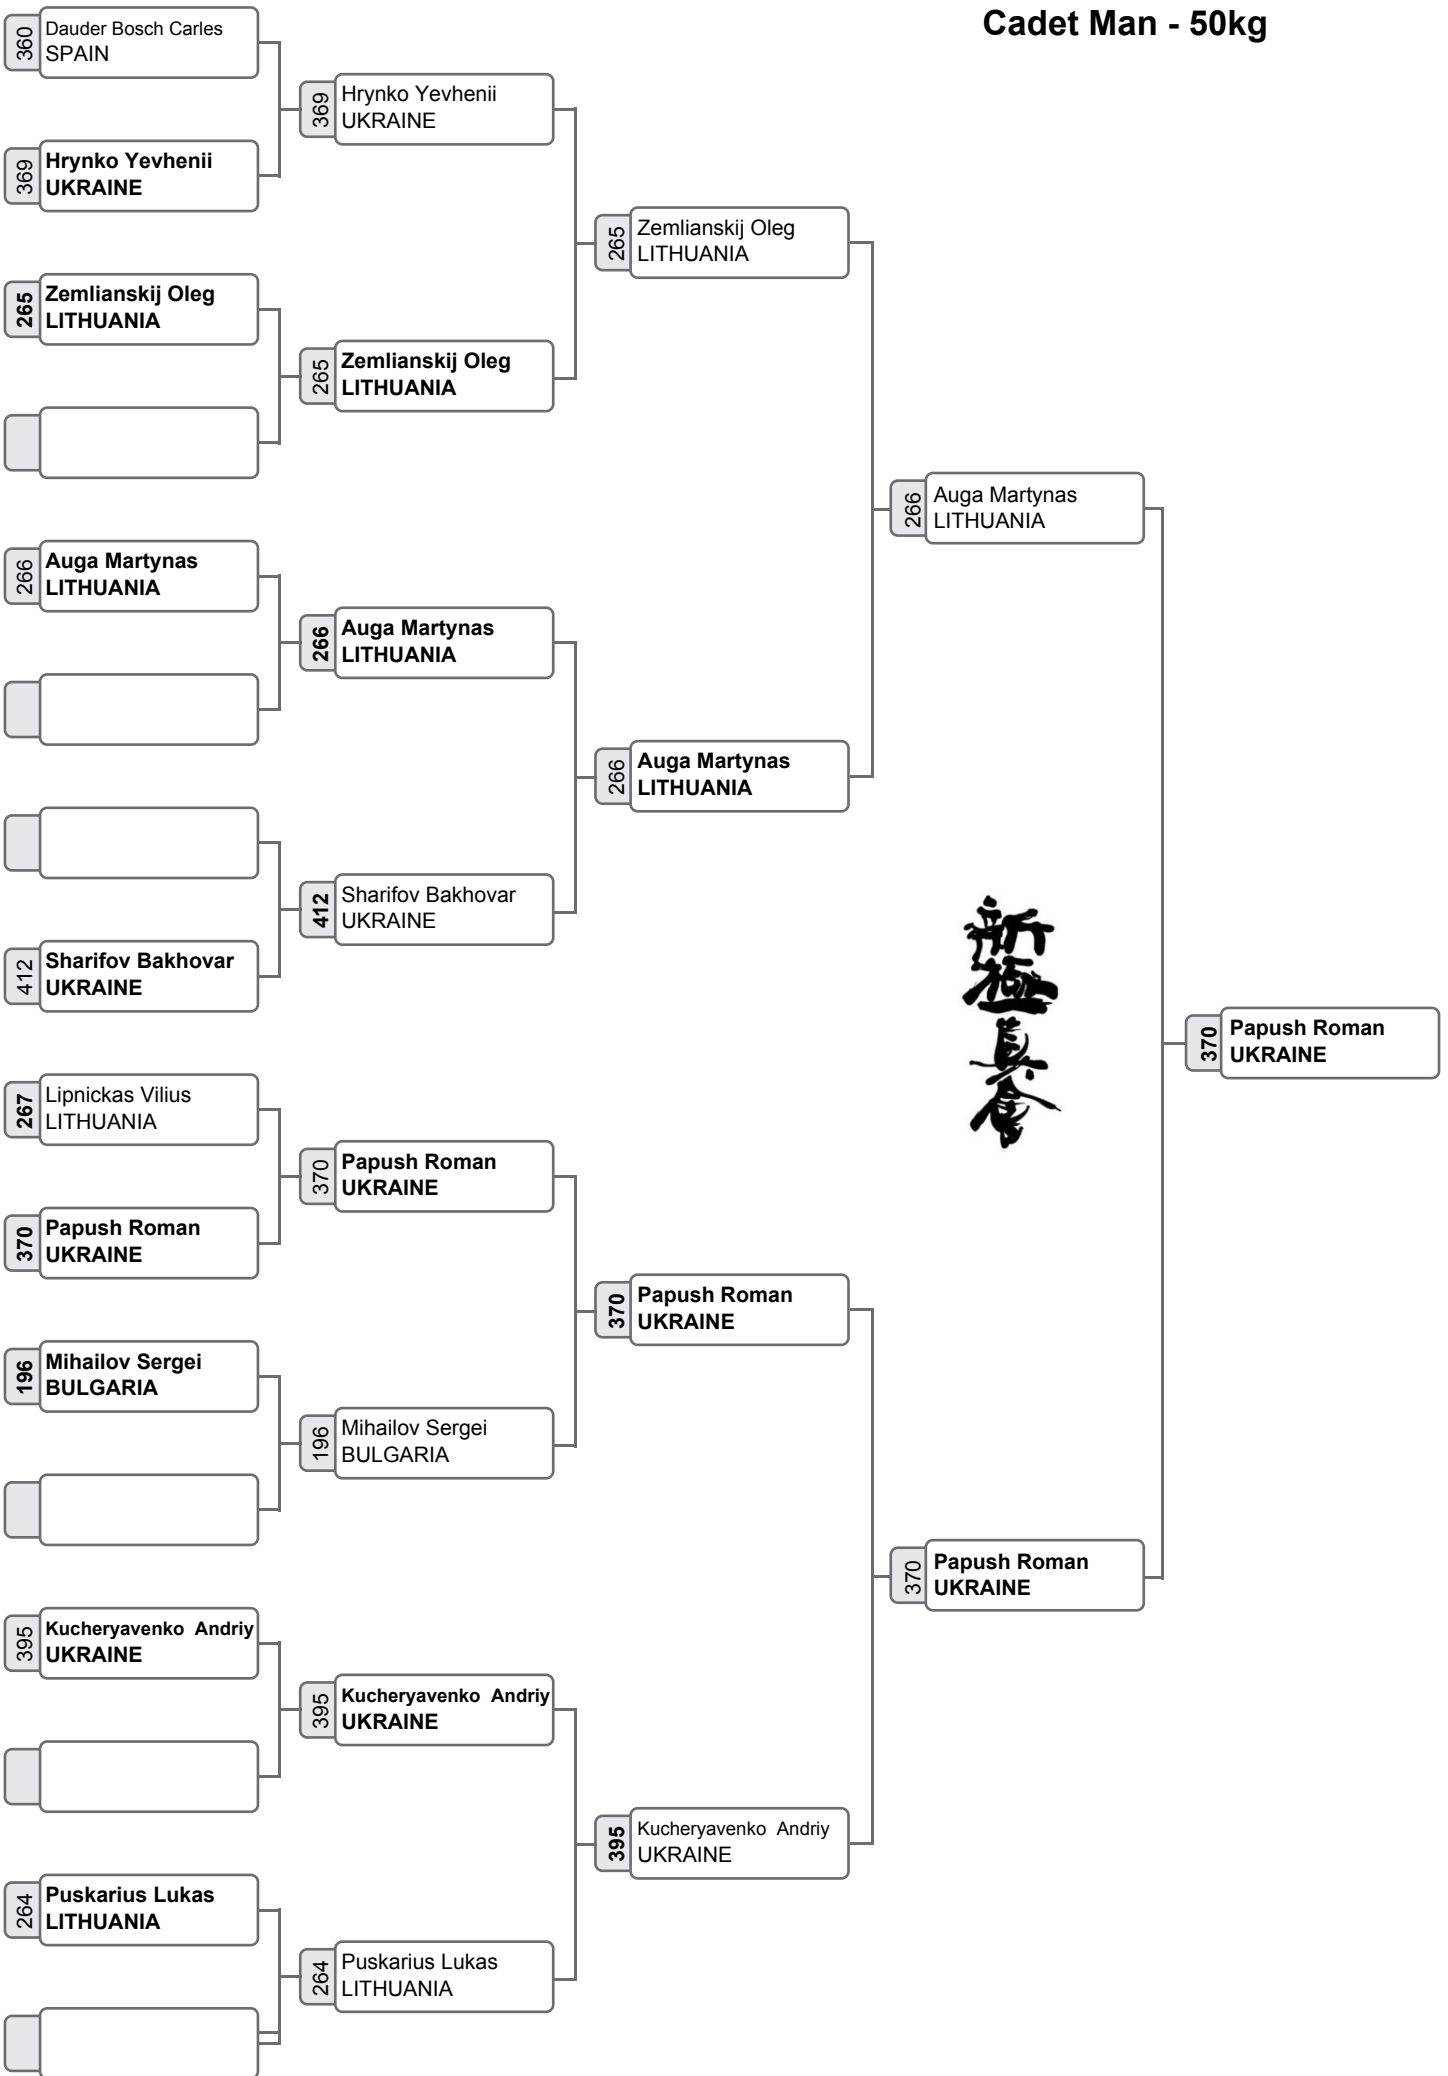 Cadet Man - 50kg
360
Dauder Bosch Carles
SPAIN
369
Hrynko Yevhenii
UKRAINE
265
Zemlianskij Oleg
LITHUANIA
266
Auga Martynas
LITHUANIA
412
Sharifov Bakhovar
UKRAINE
267
Lipnickas Vilius
LITHUANIA
370
Papush Roman
UKRAINE
196
Mihailov Sergei
BULGARIA
395
Kucheryavenko Andriy
UKRAINE
264
Puskarius Lukas
LITHUANIA
369
Hrynko Yevhenii
UKRAINE
265
Zemlianskij Oleg
LITHUANIA
266
Auga Martynas
LITHUANIA
412
Sharifov Bakhovar
UKRAINE
370
Papush Roman
UKRAINE
196
Mihailov Sergei
BULGARIA
395
Kucheryavenko Andriy
UKRAINE
264
Puskarius Lukas
LITHUANIA
265
Zemlianskij Oleg
LITHUANIA
266
Auga Martynas
LITHUANIA
370
Papush Roman
UKRAINE
395
Kucheryavenko Andriy
UKRAINE
266
Auga Martynas
LITHUANIA
370
Papush Roman
UKRAINE
新極真会
370
Papush Roman
UKRAINE